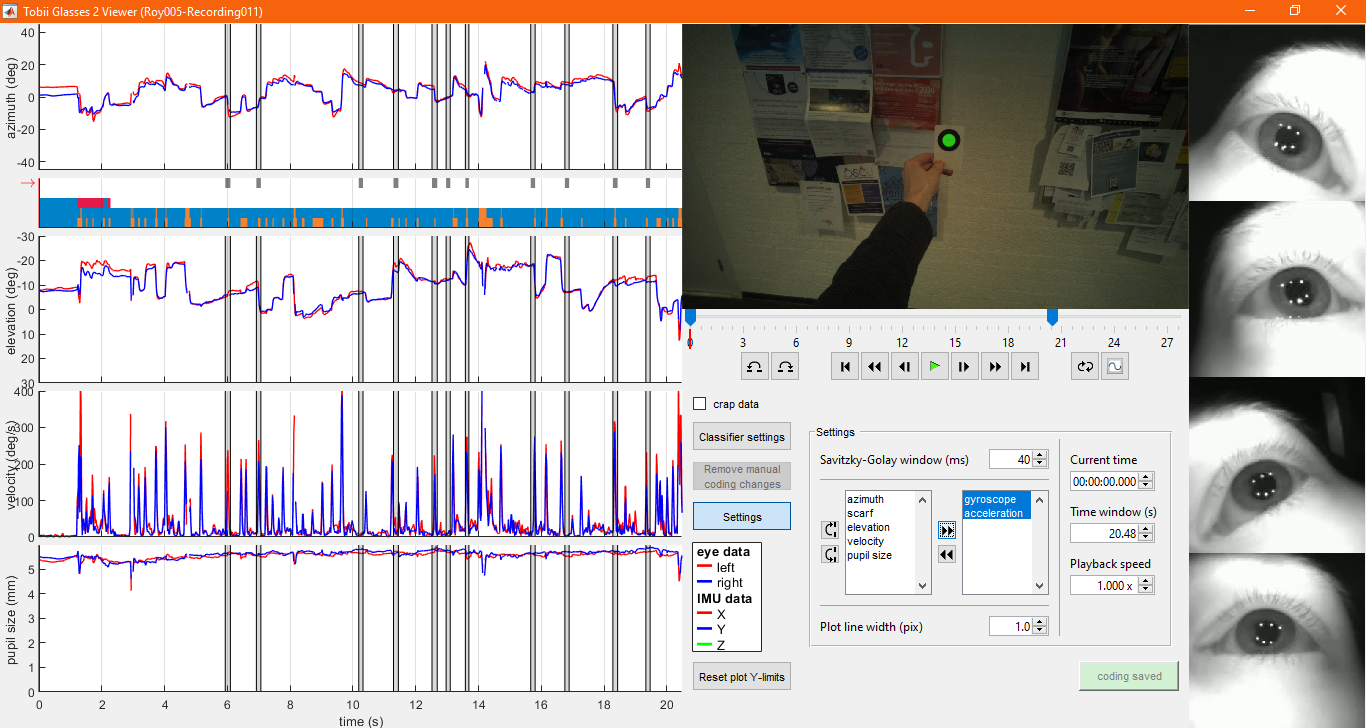 Tobii Glasses 2 Viewer (Roy005-Recording011)
azimuth (deg)
40
20
0
-20
-40
elevation (deg)
-30
-20
-10
0
10
20
30
velocity (deg/s)
400
300
200
100
0
pupil size (mm)
5
4
3
2
1
0
0 2 4 6 8 10 12 14 16 18 20
time (s)
0 3 6 9 12 15 18 21 24 27
crap data
Classifier settings
Remove manual
coding changes
Settings
eye data
left
right
IMU data
X
Y
Z
Reset plot Y-limits
Settings
Savitzky-Golay window (ms) 40
azimuth
scarf
elevation
velocity
pupil size
gyroscope
acceleration
Plot line width (pix) 1.0
Current time
00:00:00.000
Time window (s)
20.48
Playback speed
1.000 x
coding saved